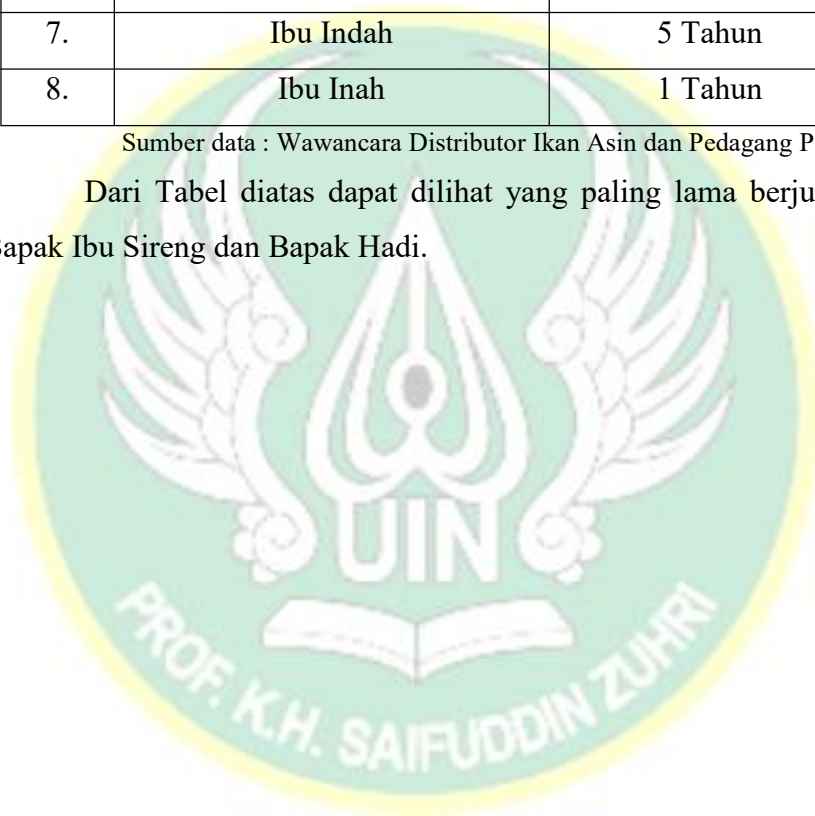 7. Ibu Indah 5 Tahun
8. Ibu Inah 1 Tahun
Sumber data : Wawancara Distributor Ikan Asin dan Pedagang P
Dari Tabel diatas dapat dilihat yang paling lama berju
Bapak Ibu Sireng dan Bapak Hadi.
UIN
PROF. K.H. SAIFUDDIN ZUHRI